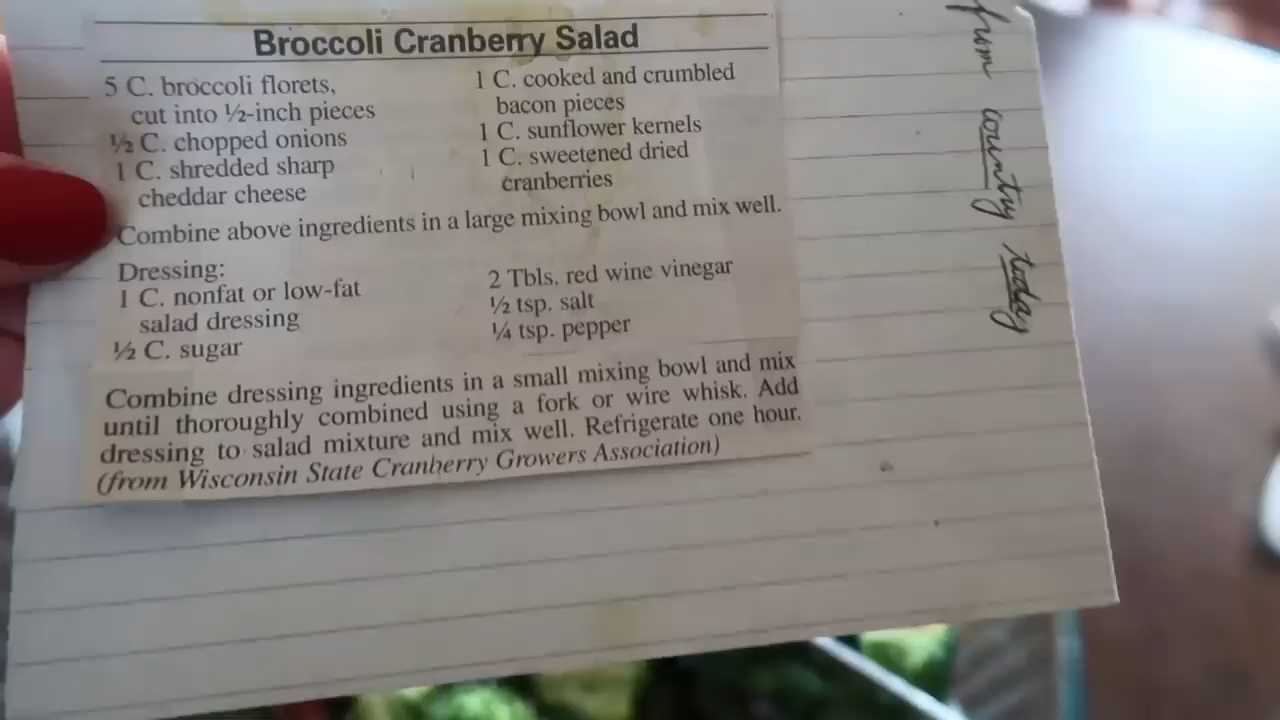 Broccoli Cranberry Salad
5 C. broccoli florets,
cut into ½-inch pieces
½ C. chopped onions
1 C. shredded sharp
cheddar cheese
1 C. cooked and crumbled
bacon pieces
1 C. sunflower kernels
1 C. sweetened dried
cranberries
Combine above ingredients in a large mixing bowl and mix well.
Dressing:
1 C. nonfat or low-fat
salad dressing
½ C. sugar
2 Tbls. red wine vinegar
½ tsp. salt
¼ tsp. pepper
Combine dressing ingredients in a small mixing bowl and mix
until thoroughly combined using a fork or wire whisk. Add
dressing to salad mixture and mix well. Refrigerate one hour.
(from Wisconsin State Cranberry Growers Association)
country today